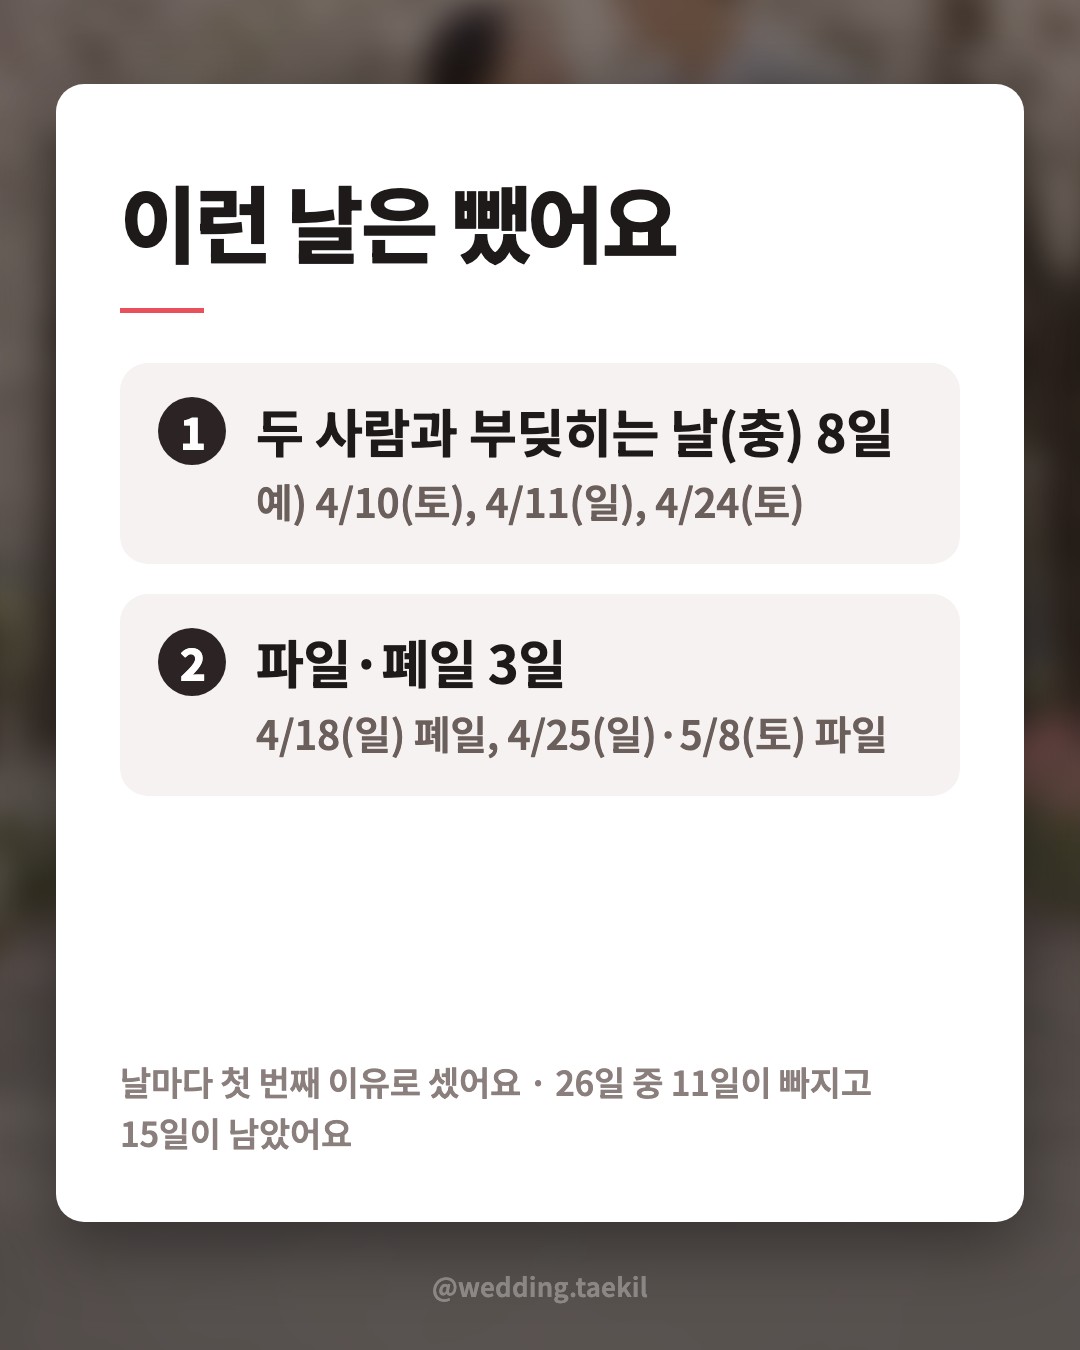 이런 날은 뺐어요
1 두 사람과 부딪히는 날(충) 8일
예) 4/10(토), 4/11(일), 4/24(토)
2 파일·폐일 3일
4/18(일) 폐일, 4/25(일)·5/8(토) 파일
날마다 첫 번째 이유로 셌어요 · 26일 중 11일이 빠지고
15일이 남았어요
@wedding.taekil